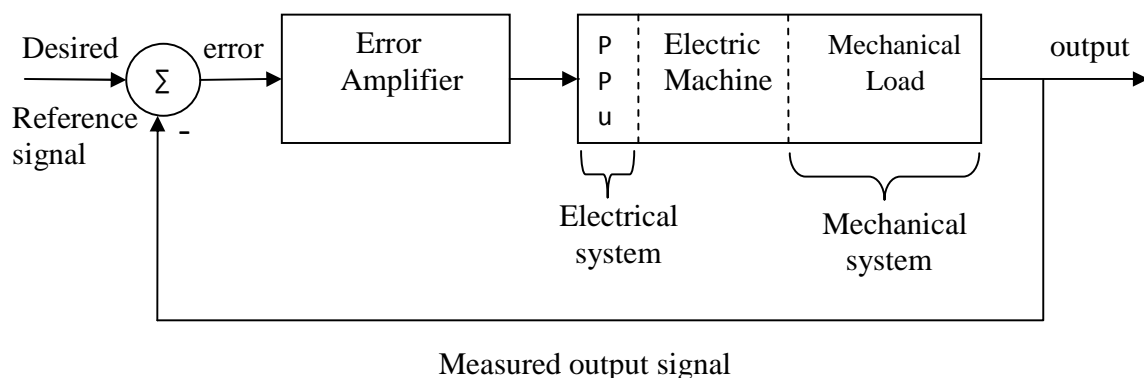 Desired
Reference
signal
Σ
-
error
Error
Amplifier
P
P
u
Electric
Machine
Mechanical
Load
output
Electrical
system
Mechanical
system
Measured output signal